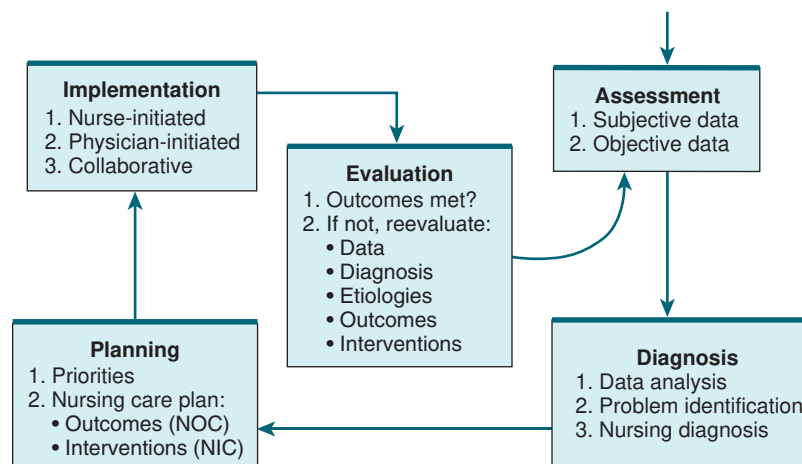 Implementation
1. Nurse-initiated
2. Physician-initiated
3. Collaborative
Assessment
1. Subjective data
2. Objective data
Evaluation
1. Outcomes met?
2. If not, reevaluate:
• Data
• Diagnosis
• Etiologies
• Outcomes
• Interventions
Planning
1. Priorities
2. Nursing care plan:
• Outcomes (NOC)
• Interventions (NIC)
Diagnosis
1. Data analysis
2. Problem identification
3. Nursing diagnosis